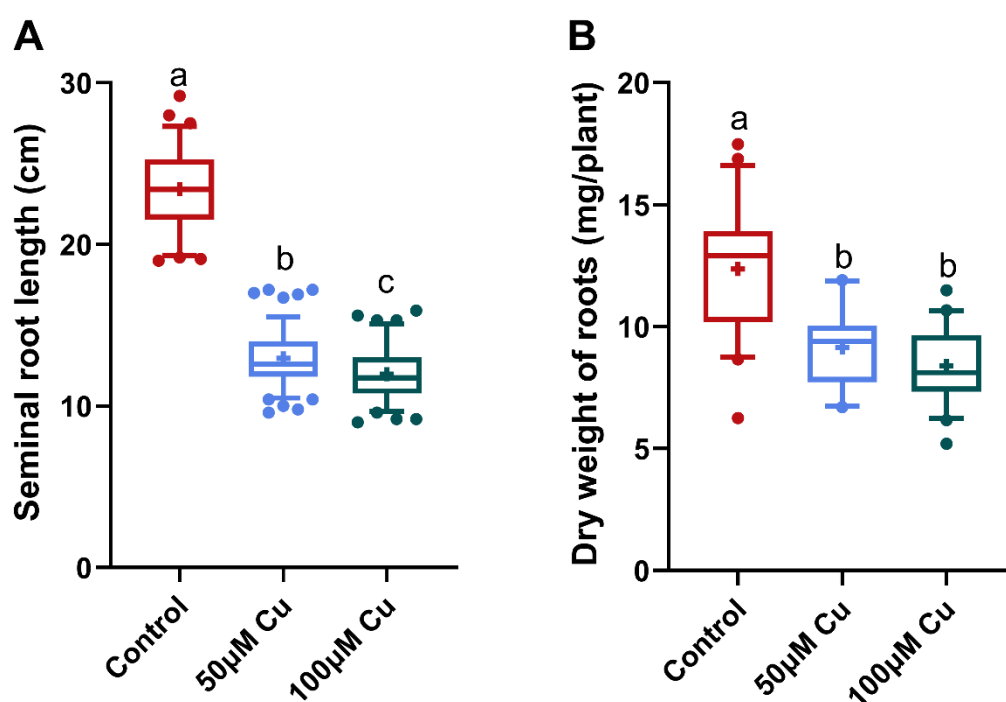 A
Seminal root length (cm)
30
20
10
0
a
b
c
Control
50µM Cu
100µM Cu
B
Dry weight of roots (mg/plant)
20
15
10
5
0
a
b
b
Control
50µM Cu
100µM Cu